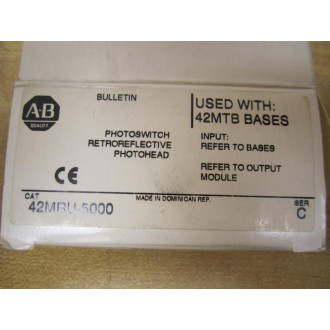 A·B
QUALITY
BULLETIN
PHOTOSWITCH
RETROREFLECTIVE
PHOTOHEAD
CE
USED WITH:
42MTB BASES
INPUT:
REFER TO BASES
REFER TO OUTPUT
MODULE
CAT
42MRU-5000
MADE IN DOMINICAN REP.
SER
C